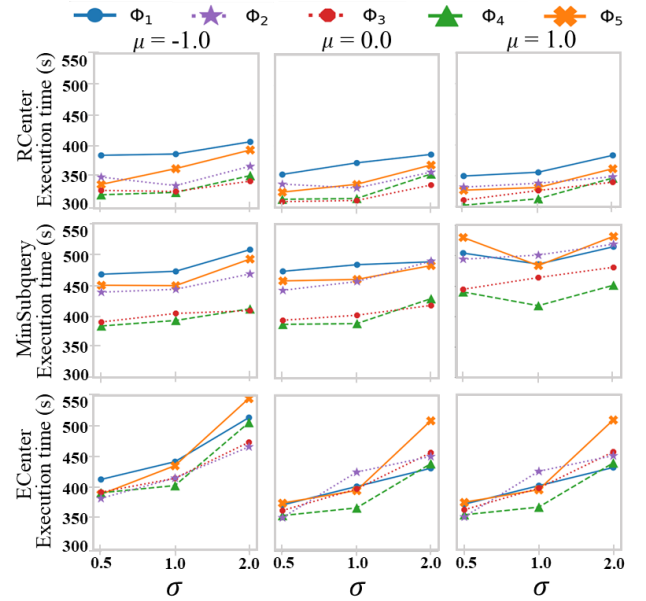 Φ1 Φ2 Φ3 Φ4 Φ5
μ = -1.0 μ = 0.0 μ = 1.0
RCenter
Execution time (s)
550
500
450
400
350
300
MinSubquery
Execution time (s)
550
500
450
400
350
300
ECenter
Execution time (s)
550
500
450
400
350
300
0.5 1.0 2.0 0.5 1.0 2.0 0.5 1.0 2.0
σ σ σ